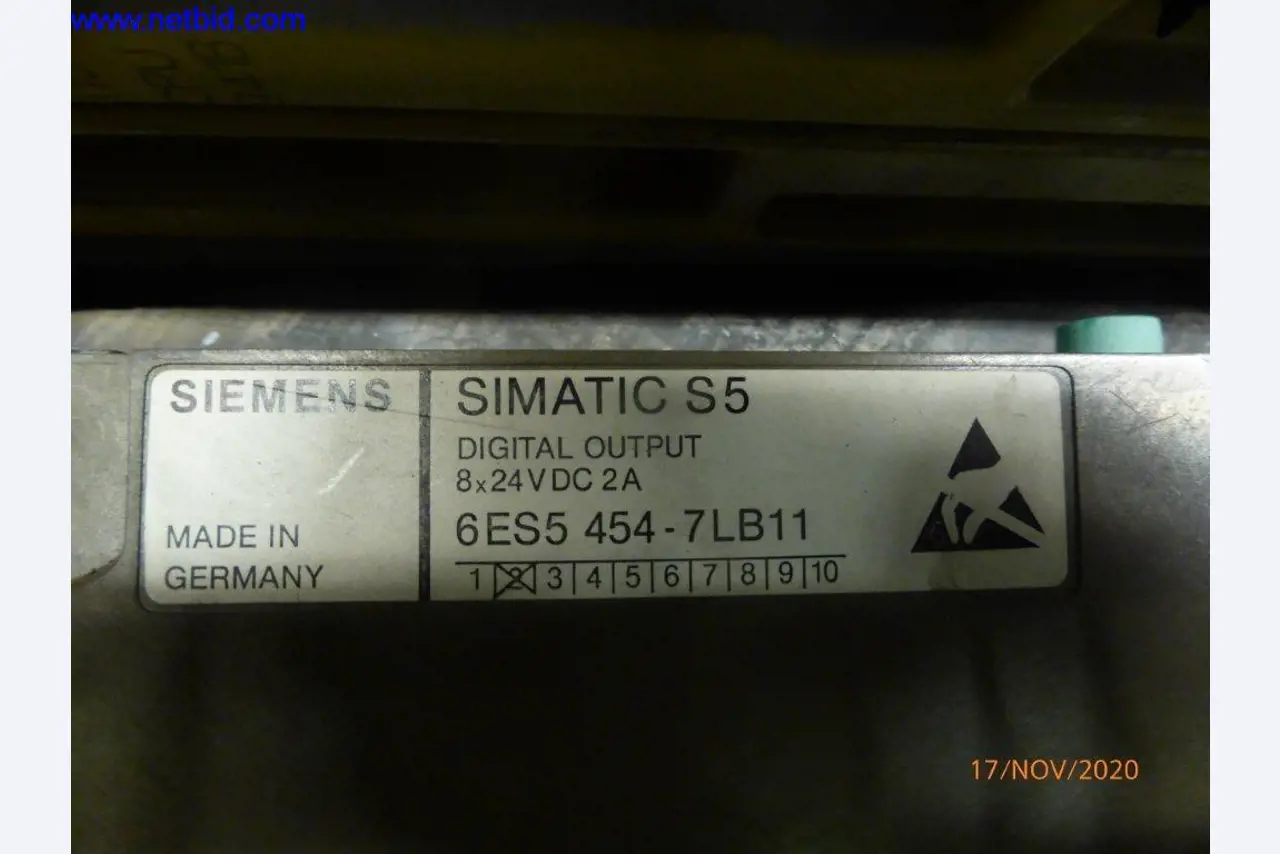 www.netbid.com
SIEMENS
MADE IN
GERMANY
SIMATIC S5
DIGITAL OUTPUT
8x24VDC 2A
6ES5 454-7LB11
1 2 3 4 5 6 7 8 9 10
17/NOV/2020